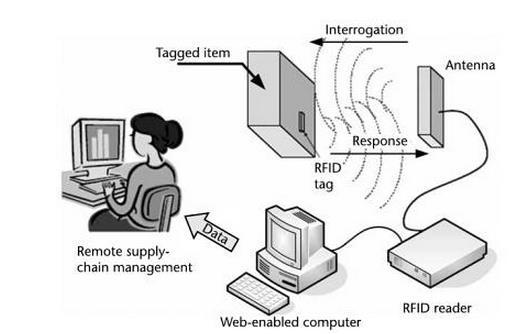 Interrogation
Tagged item
Antenna
Response
RFID
tag
Data
Remote supply-
chain management
RFID reader
Web-enabled computer